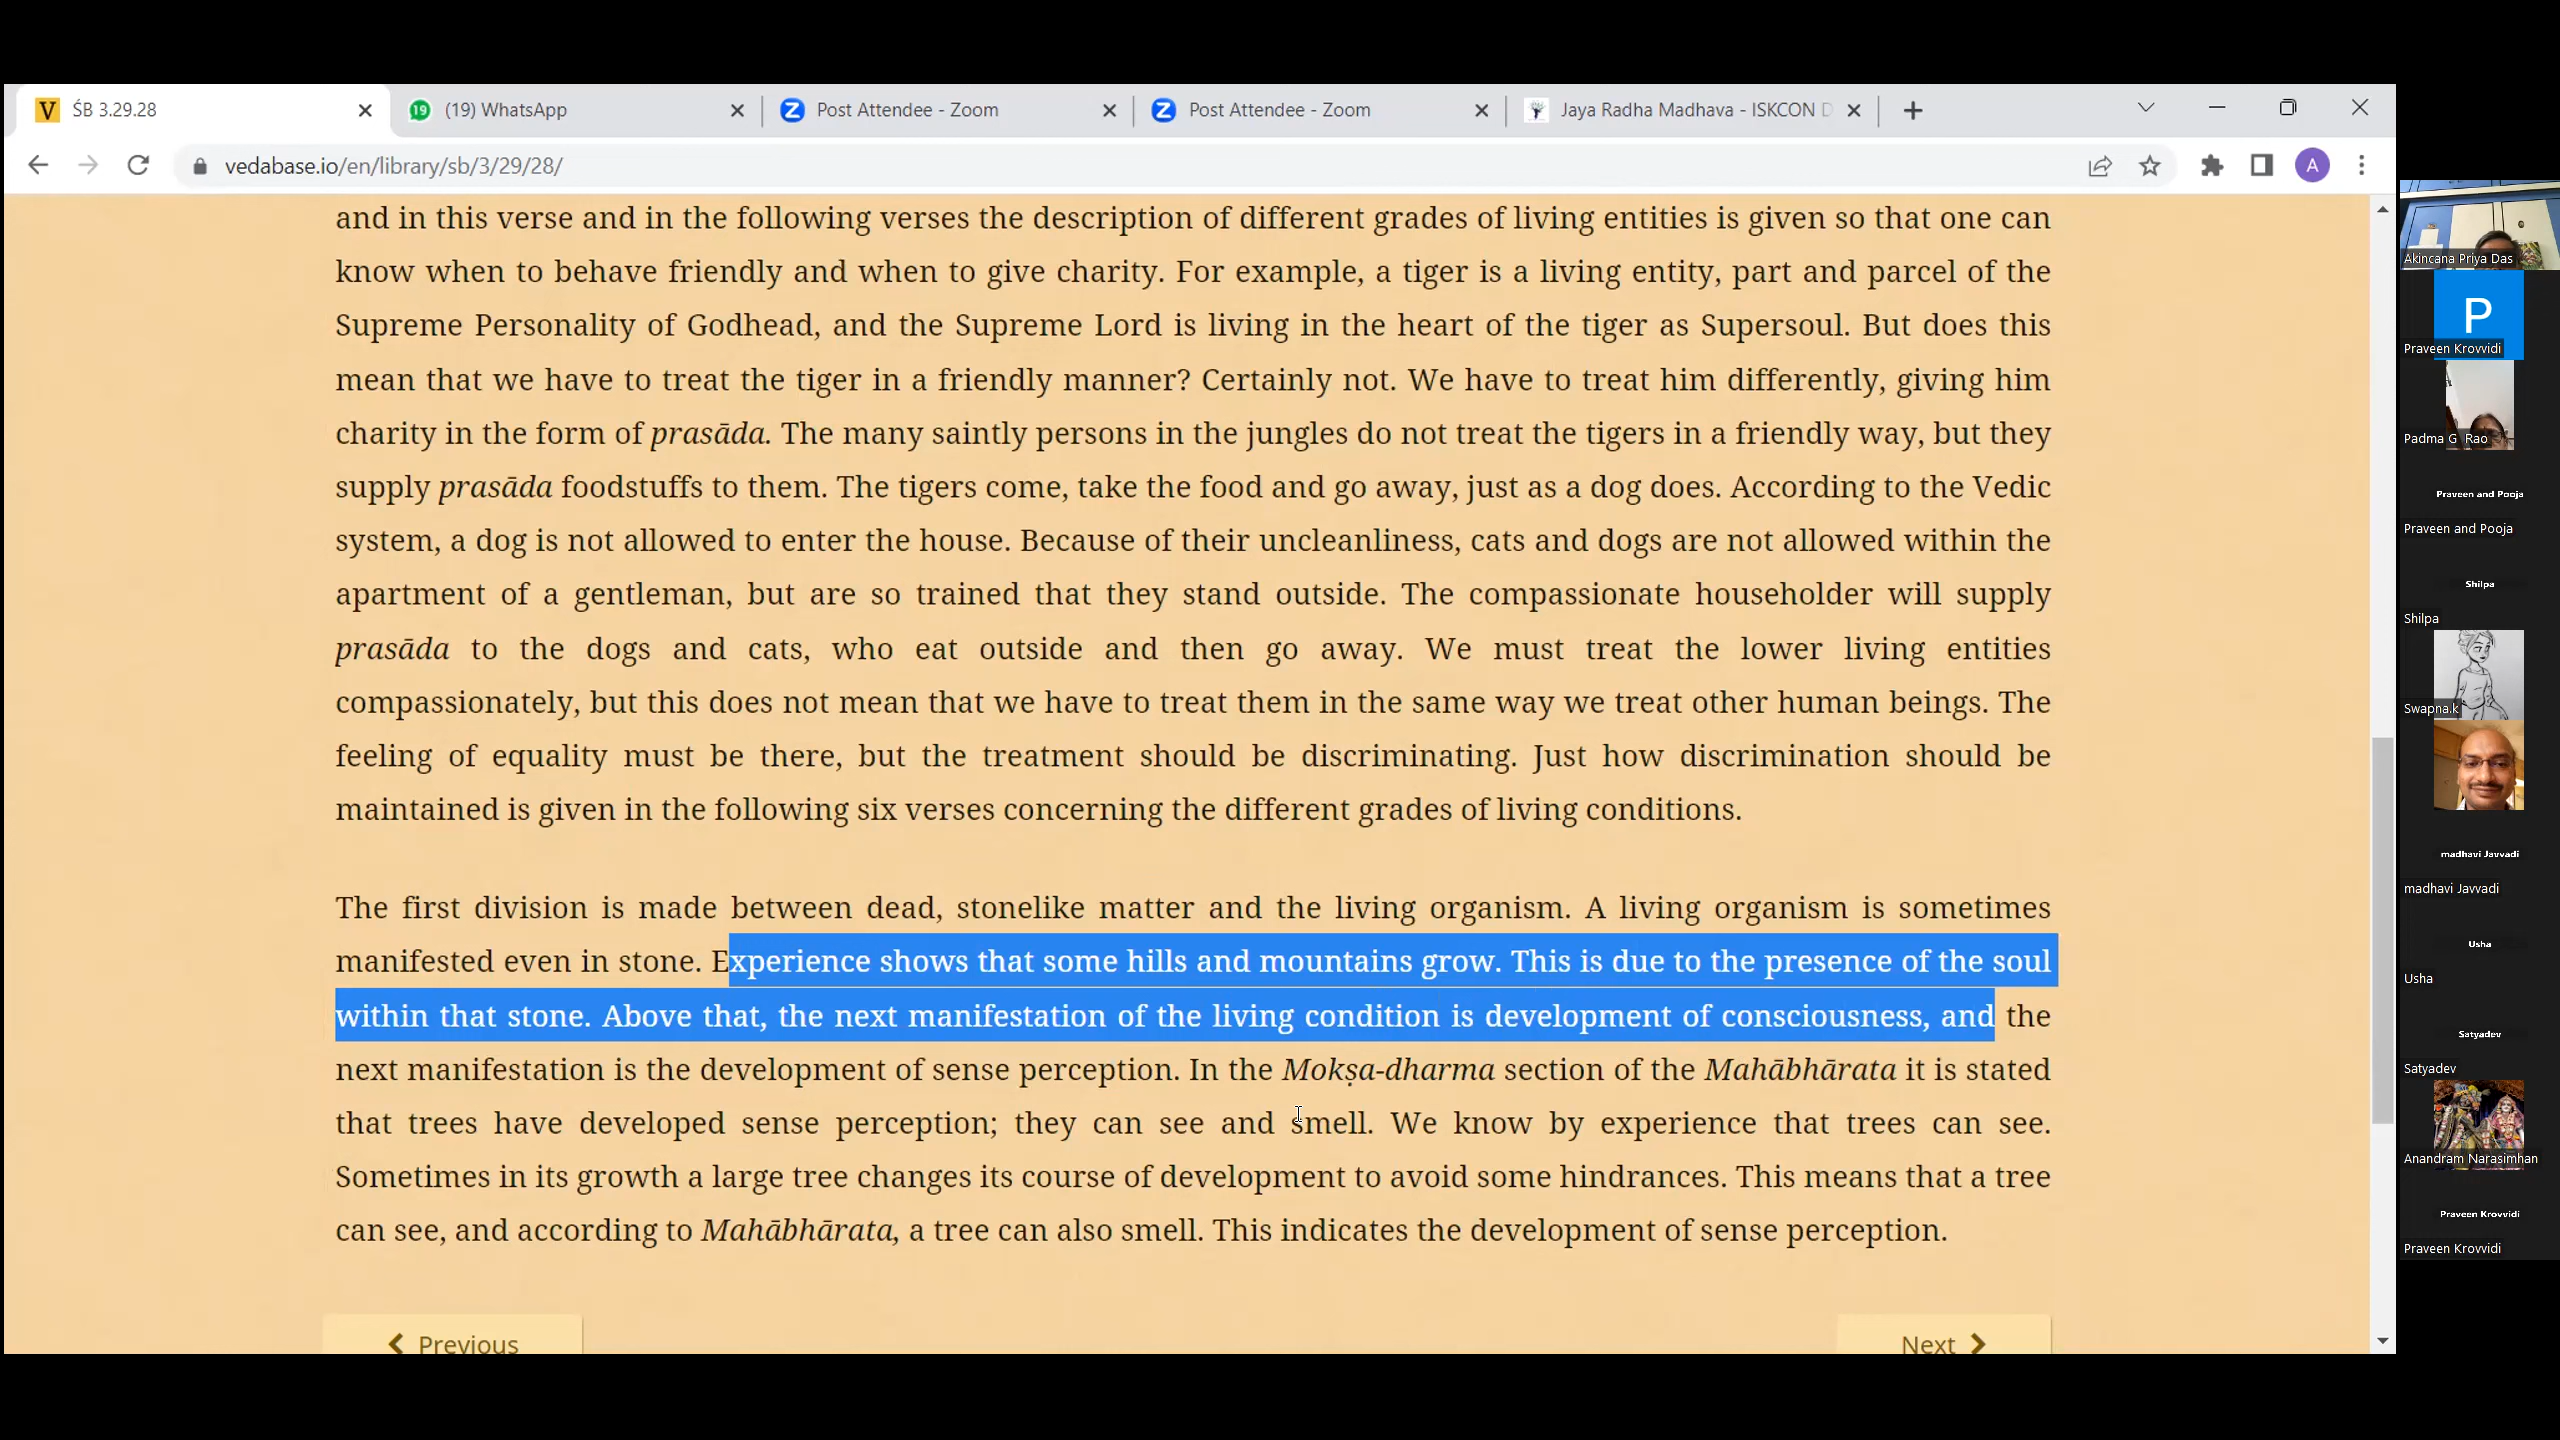 ŚB 3.29.28
19
(19) WhatsApp
Post Attendee - Zoom
Post Attendee - Zoom
Jaya Radha Madhava - ISKCON D
vedabase.io/en/library/sb/3/29/28/
A
and in this verse and in the following verses the description of different grades of living entities is given so that one can
know when to behave friendly and when to give charity. For example, a tiger is a living entity, part and parcel of the
Supreme Personality of Godhead, and the Supreme Lord is living in the heart of the tiger as Supersoul. But does this
mean that we have to treat the tiger in a friendly manner? Certainly not. We have to treat him differently, giving him
charity in the form of prasāda. The many saintly persons in the jungles do not treat the tigers in a friendly way, but they
supply prasāda foodstuffs to them. The tigers come, take the food and go away, just as a dog does. According to the Vedic
system, a dog is not allowed to enter the house. Because of their uncleanliness, cats and dogs are not allowed within the
apartment of a gentleman, but are so trained that they stand outside. The compassionate householder will supply
prasāda to the dogs and cats, who eat outside and then go away. We must treat the lower living entities
compassionately, but this does not mean that we have to treat them in the same way we treat other human beings. The
feeling of equality must be there, but the treatment should be discriminating. Just how discrimination should be
maintained is given in the following six verses concerning the different grades of living conditions.
The first division is made between dead, stonelike matter and the living organism. A living organism is sometimes
manifested even in stone. Experience shows that some hills and mountains grow. This is due to the presence of the soul
within that stone. Above that, the next manifestation of the living condition is development of consciousness, and the
next manifestation is the development of sense perception. In the Mokṣa-dharma section of the Mahābhārata it is stated
that trees have developed sense perception; they can see and smell. We know by experience that trees can see.
Sometimes in its growth a large tree changes its course of development to avoid some hindrances. This means that a tree
can see, and according to Mahābhārata, a tree can also smell. This indicates the development of sense perception.
Previous
Next
Akincana Priya Das
P
Praveen Krovvidi
Padma G Rao
Praveen and Pooja
Praveen and Pooja
Shilpa
Shilpa
Swapna.k
madhavi Javvadi
madhavi Javvadi
Usha
Usha
Satyadev
Satyadev
Anandram Narasimhan
Praveen Krovvidi
Praveen Krovvidi